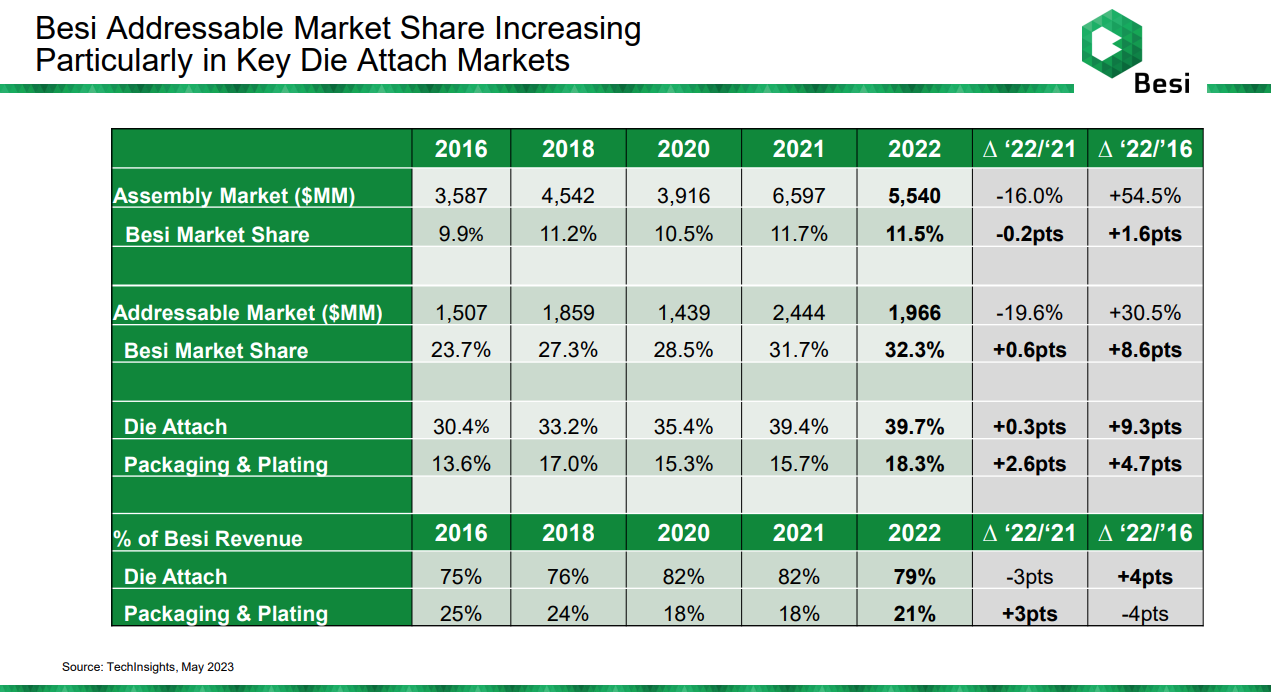 Besi Addressable Market Share Increasing
Particularly in Key Die Attach Markets
Besi
2016 2018 2020 2021 2022 Δ ‘22/‘21 Δ ‘22/’16
Assembly Market ($MM) 3,587 4,542 3,916 6,597 5,540 -16.0% +54.5%
Besi Market Share 9.9% 11.2% 10.5% 11.7% 11.5% -0.2pts +1.6pts
Addressable Market ($MM) 1,507 1,859 1,439 2,444 1,966 -19.6% +30.5%
Besi Market Share 23.7% 27.3% 28.5% 31.7% 32.3% +0.6pts +8.6pts
Die Attach 30.4% 33.2% 35.4% 39.4% 39.7% +0.3pts +9.3pts
Packaging & Plating 13.6% 17.0% 15.3% 15.7% 18.3% +2.6pts +4.7pts
% of Besi Revenue 2016 2018 2020 2021 2022 Δ ‘22/‘21 Δ ‘22/’16
Die Attach 75% 76% 82% 82% 79% -3pts +4pts
Packaging & Plating 25% 24% 18% 18% 21% +3pts -4pts
Source: TechInsights, May 2023